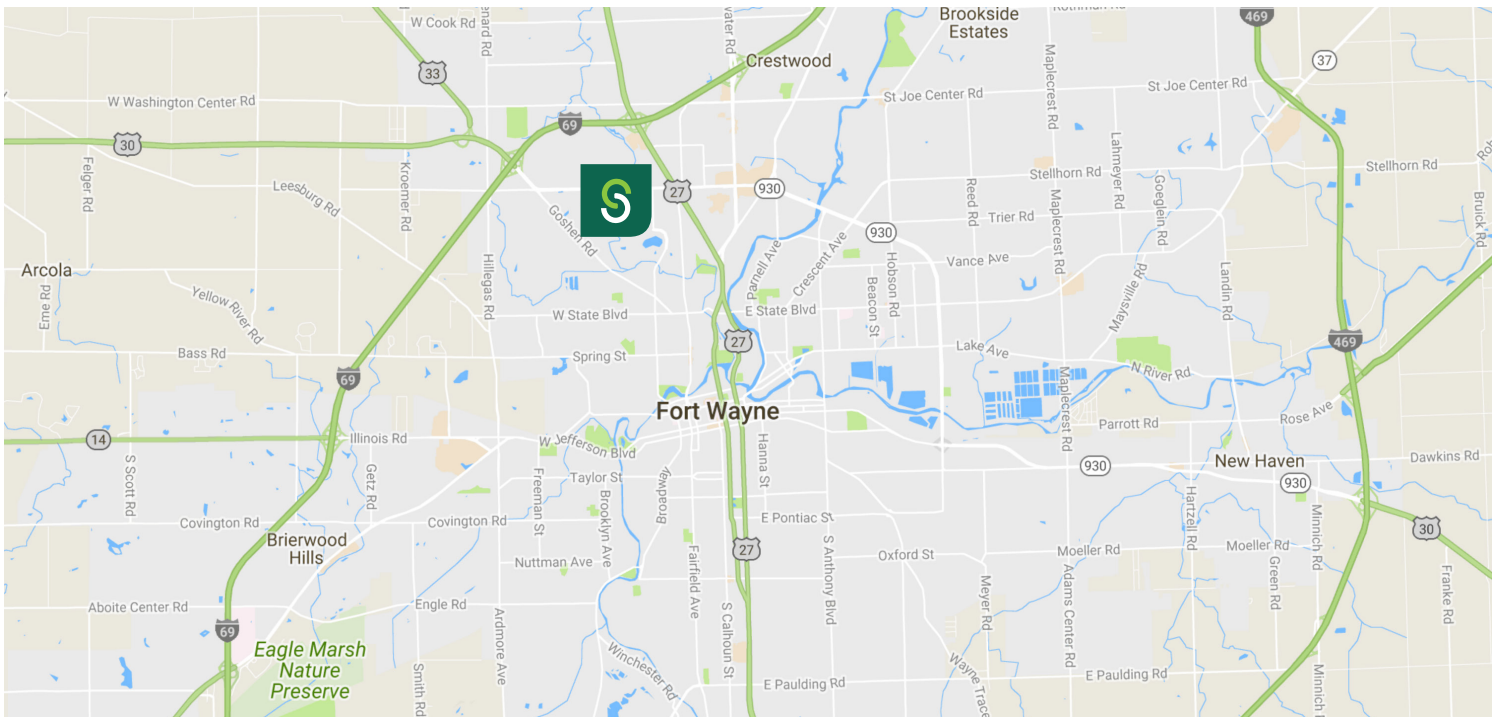 W Cook Rd
Brookside
Estates
469
33
Crestwood
37
W Washington Center Rd
St Joe Center Rd
St Joe Center Rd
Maplecrest Rd
69
30
Felger Rd
Kroemer Rd
Leesburg Rd
Lahmeyer Rd
Stellhorn Rd
Stellhorn Rd
S
27
930
Reed Rd
Trier Rd
Maplecrest Rd
Goeglein Rd
Bruick Rd
Goshen Rd
930
Arcola
Eme Rd
Hillegas Rd
Parnell Ave
Crescent Ave
Hobson Rd
Vance Ave
Landin Rd
Yellow River Rd
Beacon St
Maysville Rd
W State Blvd
E State Blvd
Bass Rd
Spring St
27
Lake Ave
469
N River Rd
69
Maplecrest Rd
Fort Wayne
Rose Ave
Parrott Rd
14
Illinois Rd
W Jefferson Blvd
Hanna St
S Scott Rd
Getz Rd
Freeman St
Taylor St
Broadway
930
New Haven
Dawkins Rd
930
Brooklyn Ave
Hartzell Rd
Minnich Rd
Covington Rd
Covington Rd
E Pontiac St
30
Brierwood
Hills
Nuttman Ave
Fairfield Ave
27
S Anthony Blvd
Oxford St
Moeller Rd
Moeller Rd
Green Rd
Franke Rd
Aboite Center Rd
Engle Rd
Ardmore Ave
S Calhoun St
Meyer Rd
Adams Center Rd
69
Eagle Marsh
Nature
Preserve
Smith Rd
Winchester Rd
E Paulding Rd
Wayne Trace
E Paulding Rd